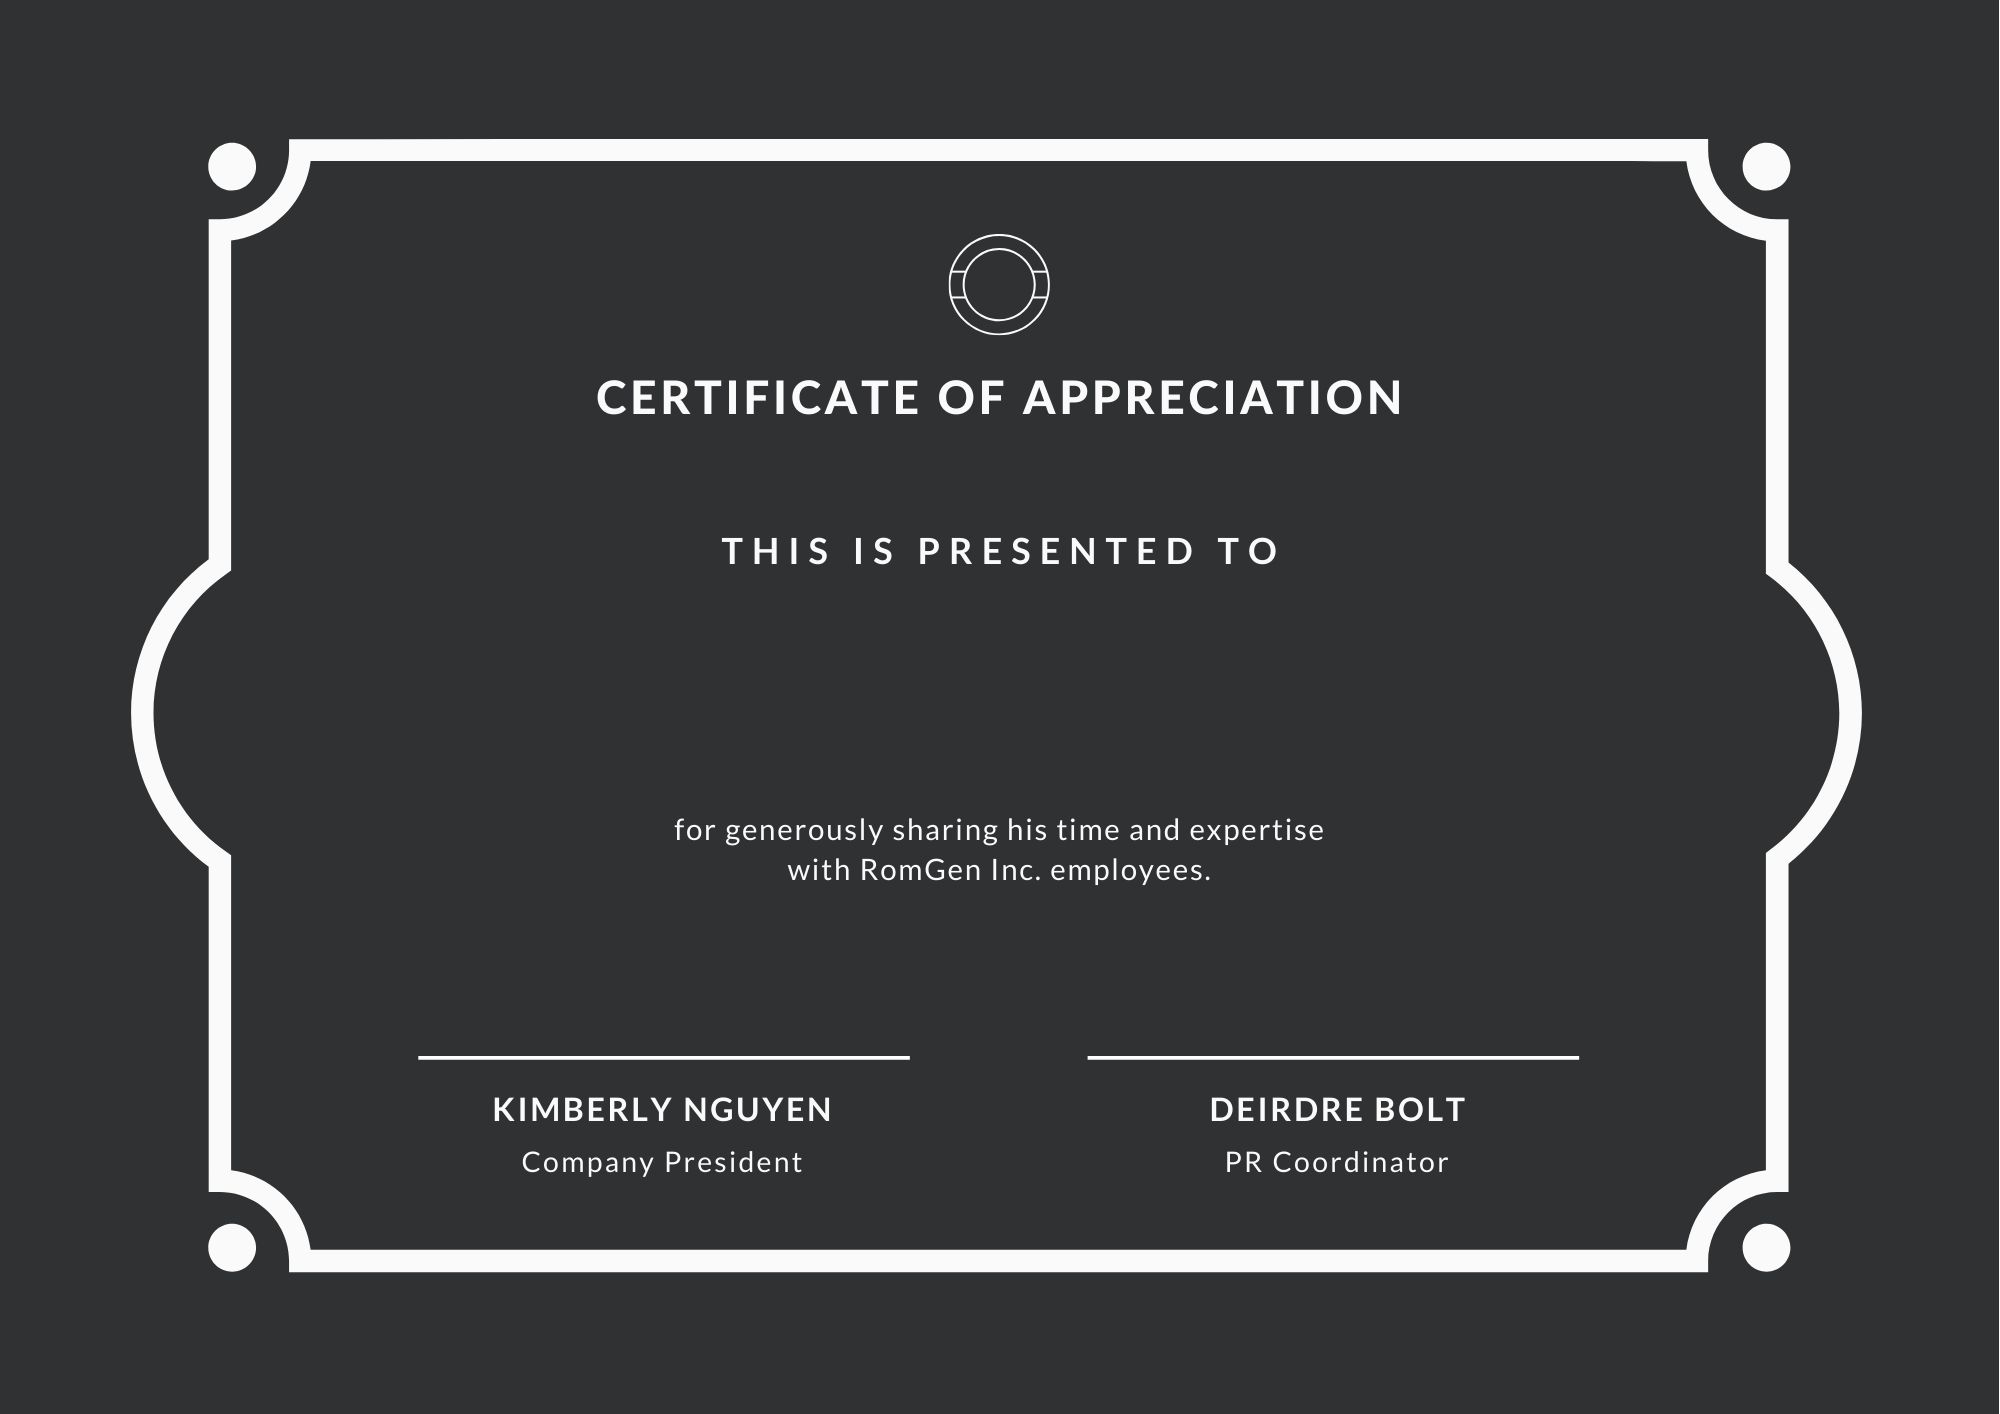 CERTIFICATE OF APPRECIATION
THIS IS PRESENTED TO
for generously sharing his time and expertise
with RomGen Inc. employees.
KIMBERLY NGUYEN
Company President
DEIRDRE BOLT
PR Coordinator